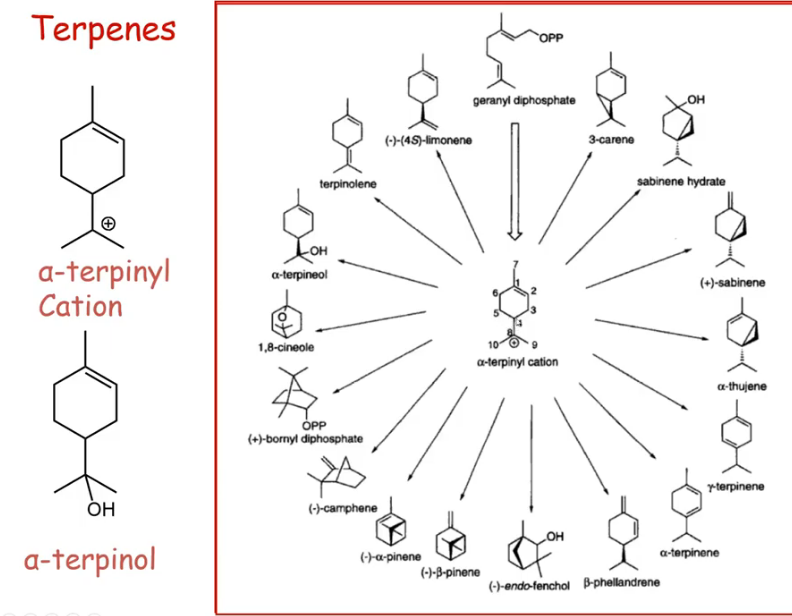 Terpenes
⊕
α-terpinyl
Cation
OH
α-terpinol
OPP
geranyl diphosphate
(-)-(4S)-limonene
3-carene
OH
sabinene hydrate
terpinolene
OH
α-terpineol
(+)-sabinene
7
1
6
2
5
3
4
8
10
⊕
9
α-terpinyl cation
O
1,8-cineole
α-thujene
OPP
(+)-bornyl diphosphate
γ-terpinene
(-)-camphene
(-)-α-pinene
(-)-β-pinene
OH
(-)-endo-fenchol
β-phellandrene
α-terpinene